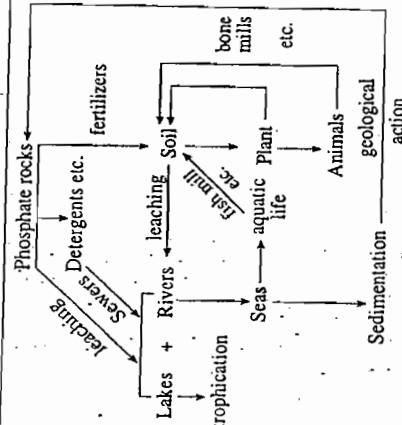 Phosphate rocks
fertilizers
bone
mills
etc.
Detergents etc.
leaching
Sewers
leaching
Soil
Lakes + Rivers
fish mill
etc.
Plant
aquatic
life
Animals
trophication
Seas
geological
action
Sedimentation